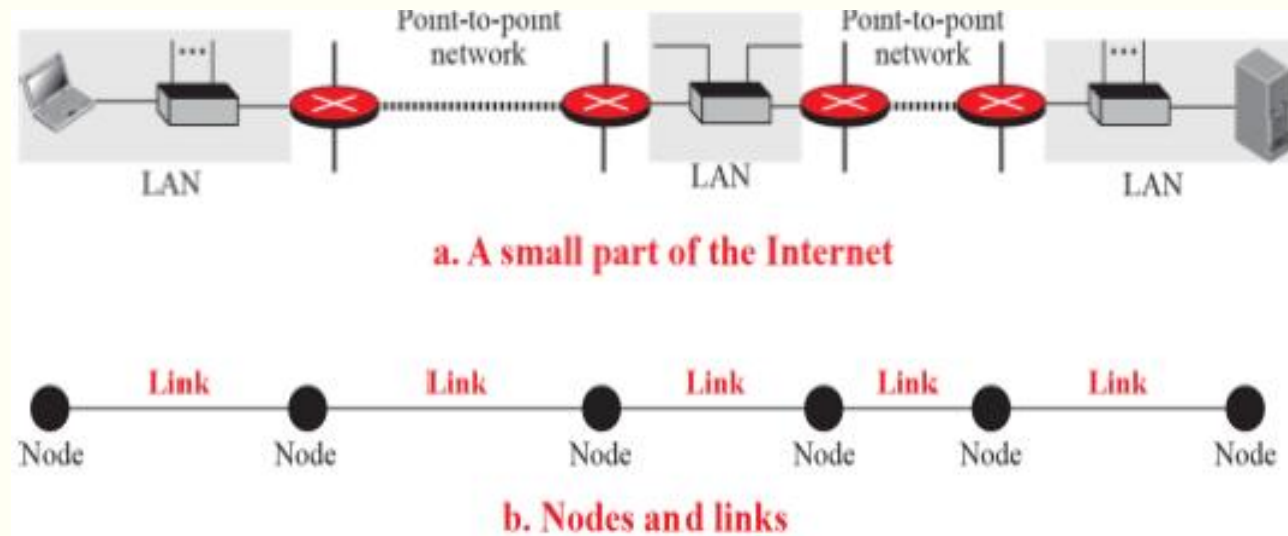 Point-to-point
network
Point-to-point
network
LAN
LAN
LAN
a. A small part of the Internet
Link
Link
Link
Link
Link
Node
Node
Node
Node
Node
Node
b. Nodes and links